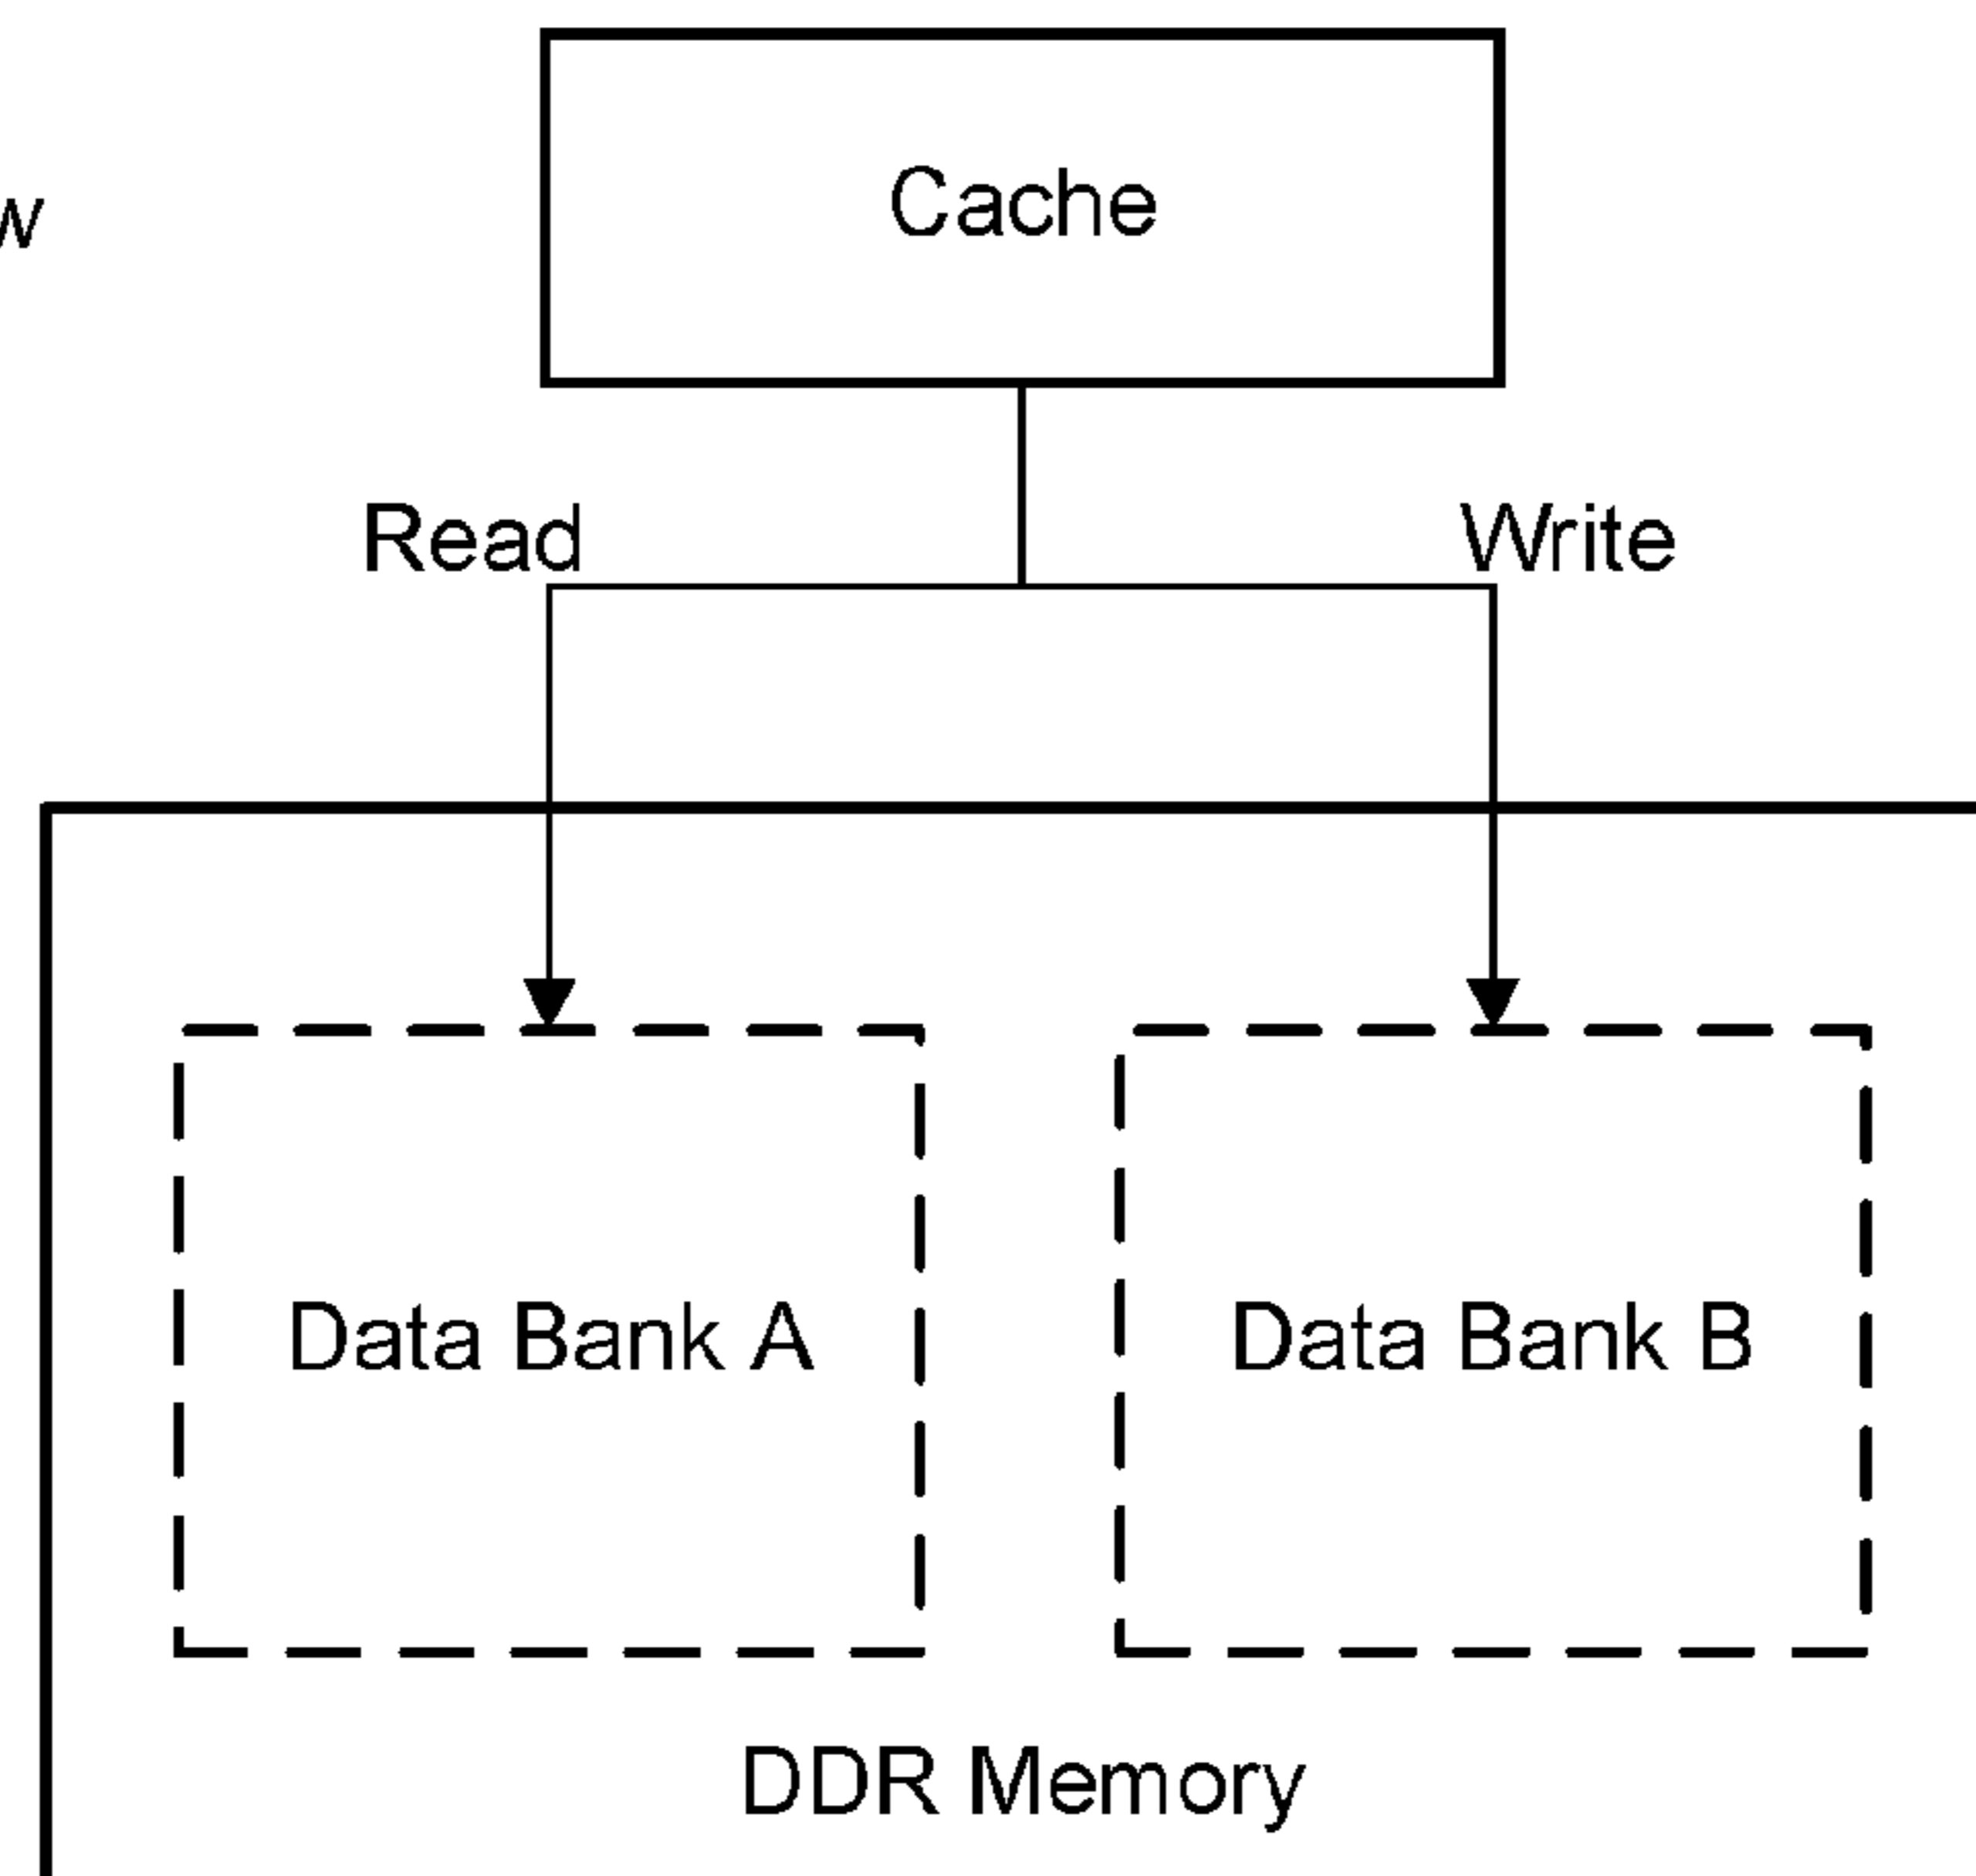 Cache
Read
Write
Data Bank A
Data Bank B
DDR Memory